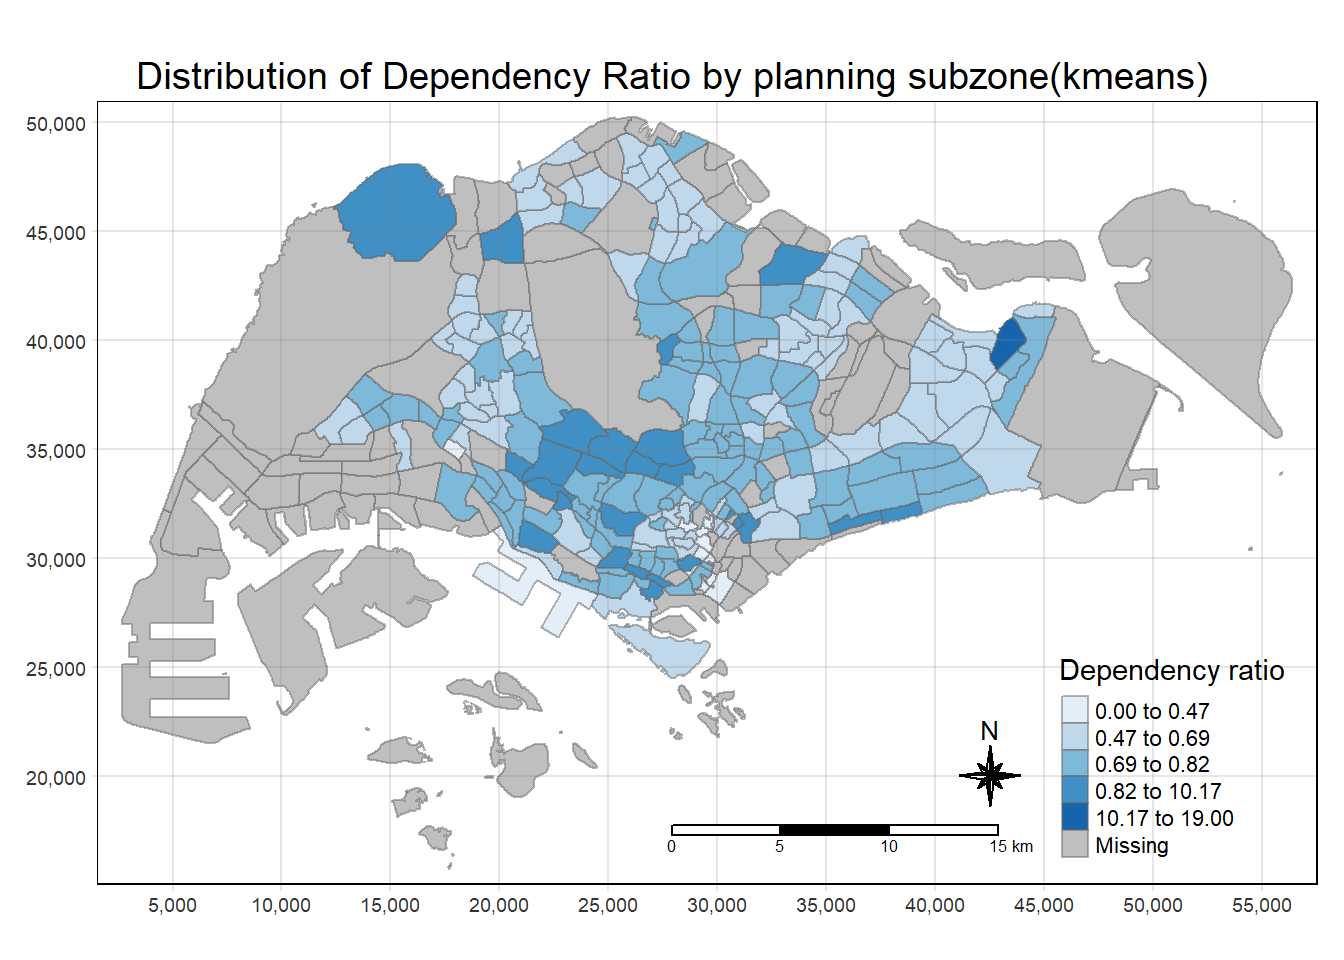 Distribution of Dependency Ratio by planning subzone(kmeans)
50,000
45,000
40,000
35,000
30,000
25,000
20,000
Dependency ratio
0.00 to 0.47
0.47 to 0.69
0.69 to 0.82
0.82 to 10.17
10.17 to 19.00
Missing
N
0 5 10 15 km
5,000 10,000 15,000 20,000 25,000 30,000 35,000 40,000 45,000 50,000 55,000